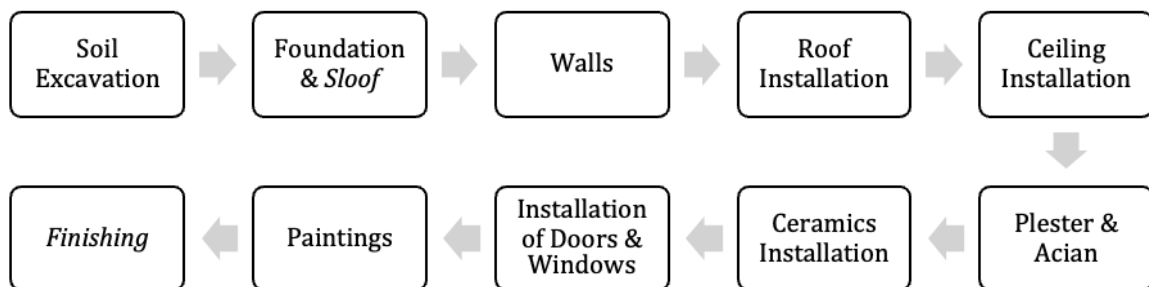 Soil
Excavation
Foundation
& Sloof
Walls
Roof
Installation
Ceiling
Installation
Plester &
Acian
Ceramics
Installation
Installation
of Doors &
Windows
Paintings
Finishing